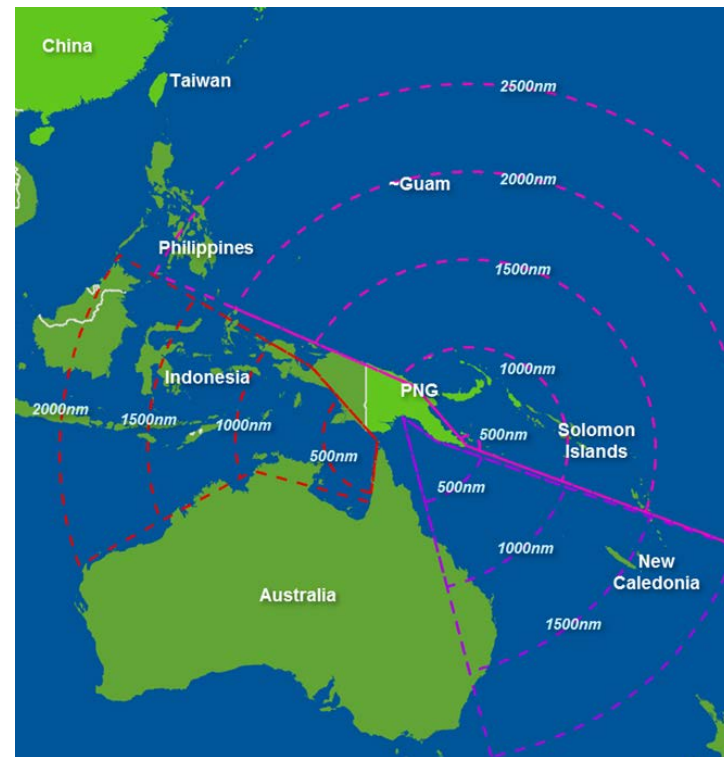 China
Taiwan
2500nm
~Guam
2000nm
Philippines
1500nm
1000nm
Indonesia
PNG
2000nm
1500nm
1000nm
500nm
500nm
Solomon
Islands
500nm
1000nm
New
Caledonia
Australia
1500nm